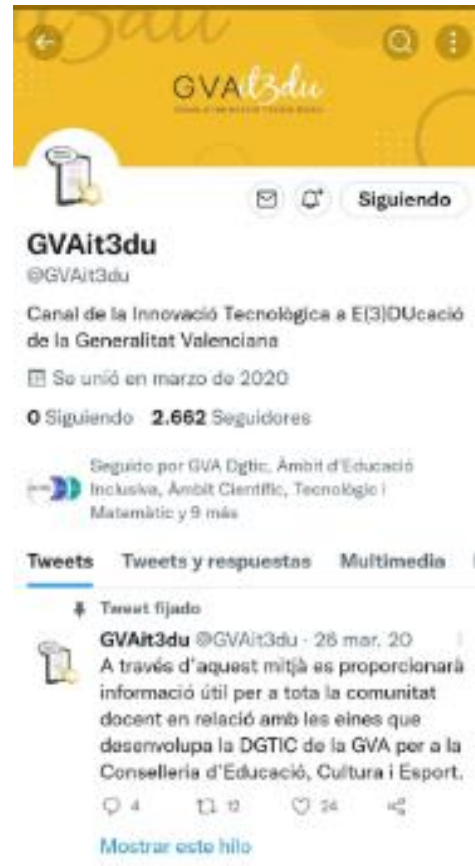 GVAit3du
Siguiendo
GVAit3du
@GVAit3du
Canal de la Innovació Tecnològica a E(3)DUcació
de la Generalitat Valenciana
Se unió en marzo de 2020
0 Siguiendo 2.662 Seguidores
Seguido por GVA Dgtic, Àmbit d'Educació
Inclusiva, Àmbit Científic, Tecnològic i
Matemàtic y 9 más
Tweets Tweets y respuestas Multimedia
Tweet fijado
GVAit3du @GVAit3du · 26 mar. 20
A través d'aquest mitjà es proporcionarà
informació útil per a tota la comunitat
docent en relació amb les eines que
desenvolupa la DGTIC de la GVA per a la
Conselleria d'Educació, Cultura i Esport.
4 12 24
Mostrar este hilo